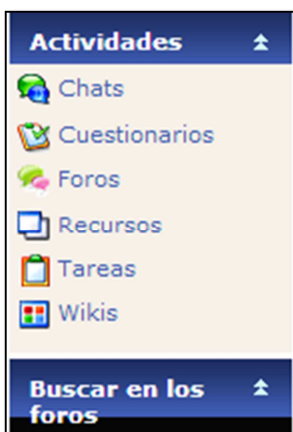 Actividades
Chats
Cuestionarios
Foros
Recursos
Tareas
Wikis
Buscar en los
foros